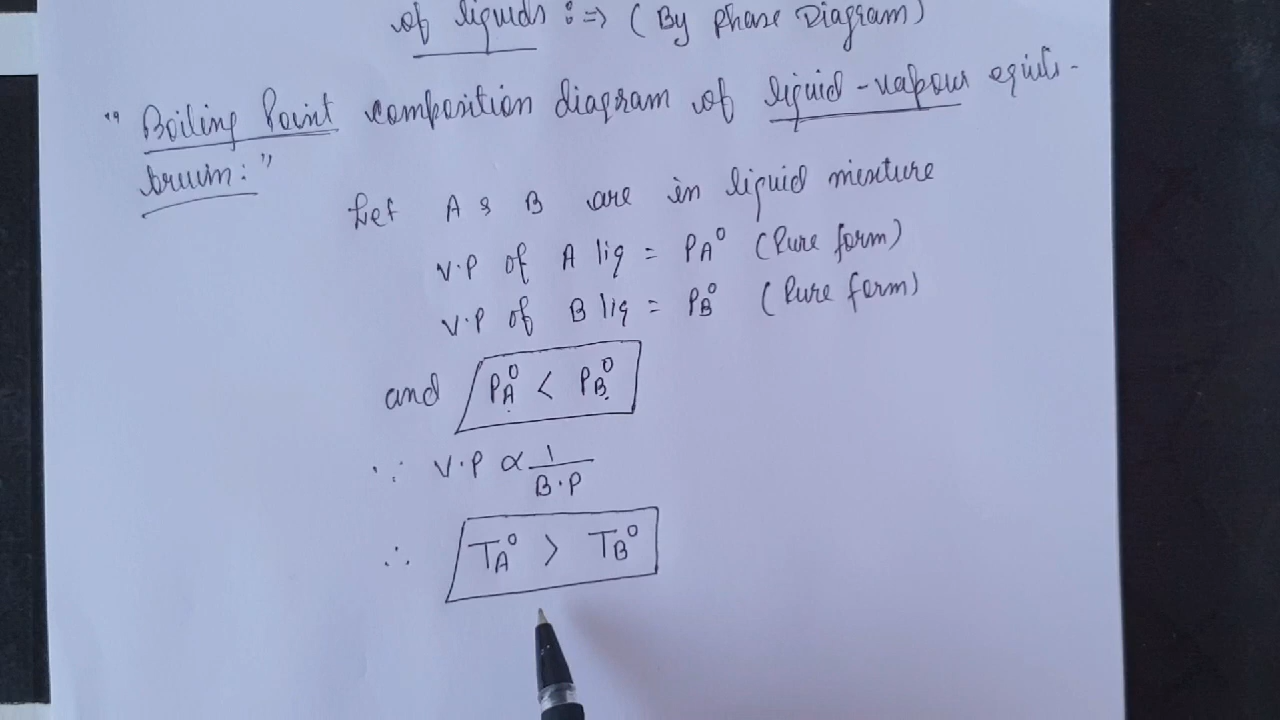 of liquids :⇒ (By Phase Diagram)
"Boiling Point composition diagram of liquid-vapour equili-
brium:"
Let A & B are in liquid mixture
V.P of A liq = PA° (Pure form)
V.P of B liq = PB° (Pure form)
and PA° < PB°
∵ V.P ∝ 1/B.P
∴ TA° > TB°